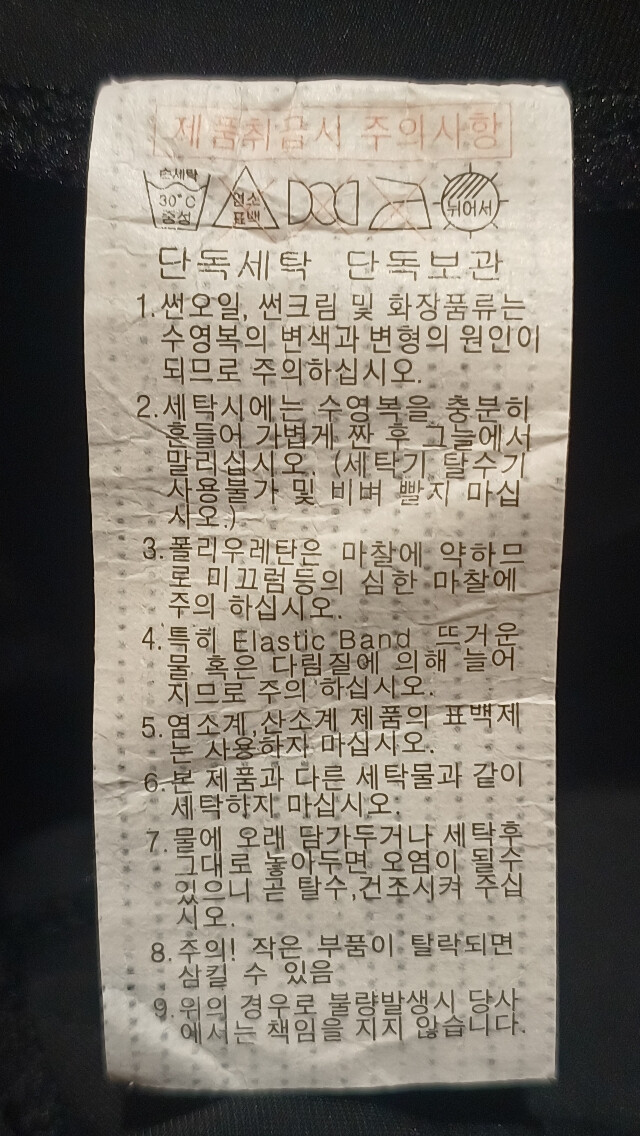 제품취급시 주의사항
손세탁
30°C
중성
염소
표백
뉘어서
단독세탁 단독보관
1.썬오일, 썬크림 및 화장품류는
수영복의 변색과 변형의 원인이
되므로 주의하십시오.
2.세탁시에는 수영복을 충분히
흔들어 가볍게 짠 후 그늘에서
말리십시오. (세탁기,탈수기
사용불가 및 비벼 빨지 마십
시오.)
3.폴리우레탄은 마찰에 약하므
로 미끄럼등의 심한 마찰에
주의 하십시오.
4.특히 Elastic Band 뜨거운
물 혹은 다림질에 의해 늘어
지므로 주의 하십시오.
5.염소계,산소계 제품의 표백제
는 사용하지 마십시오.
6.본 제품과 다른 세탁물과 같이
세탁하지 마십시오.
7.물에 오래 담가두거나 세탁후
그대로 놓아두면 오염이 될수
있으니 곧 탈수,건조시켜 주십
시오.
8.주의! 작은 부품이 탈락되면
삼킬 수 있음
9.위의 경우로 불량발생시 당사
에서는 책임을 지지 않습니다.